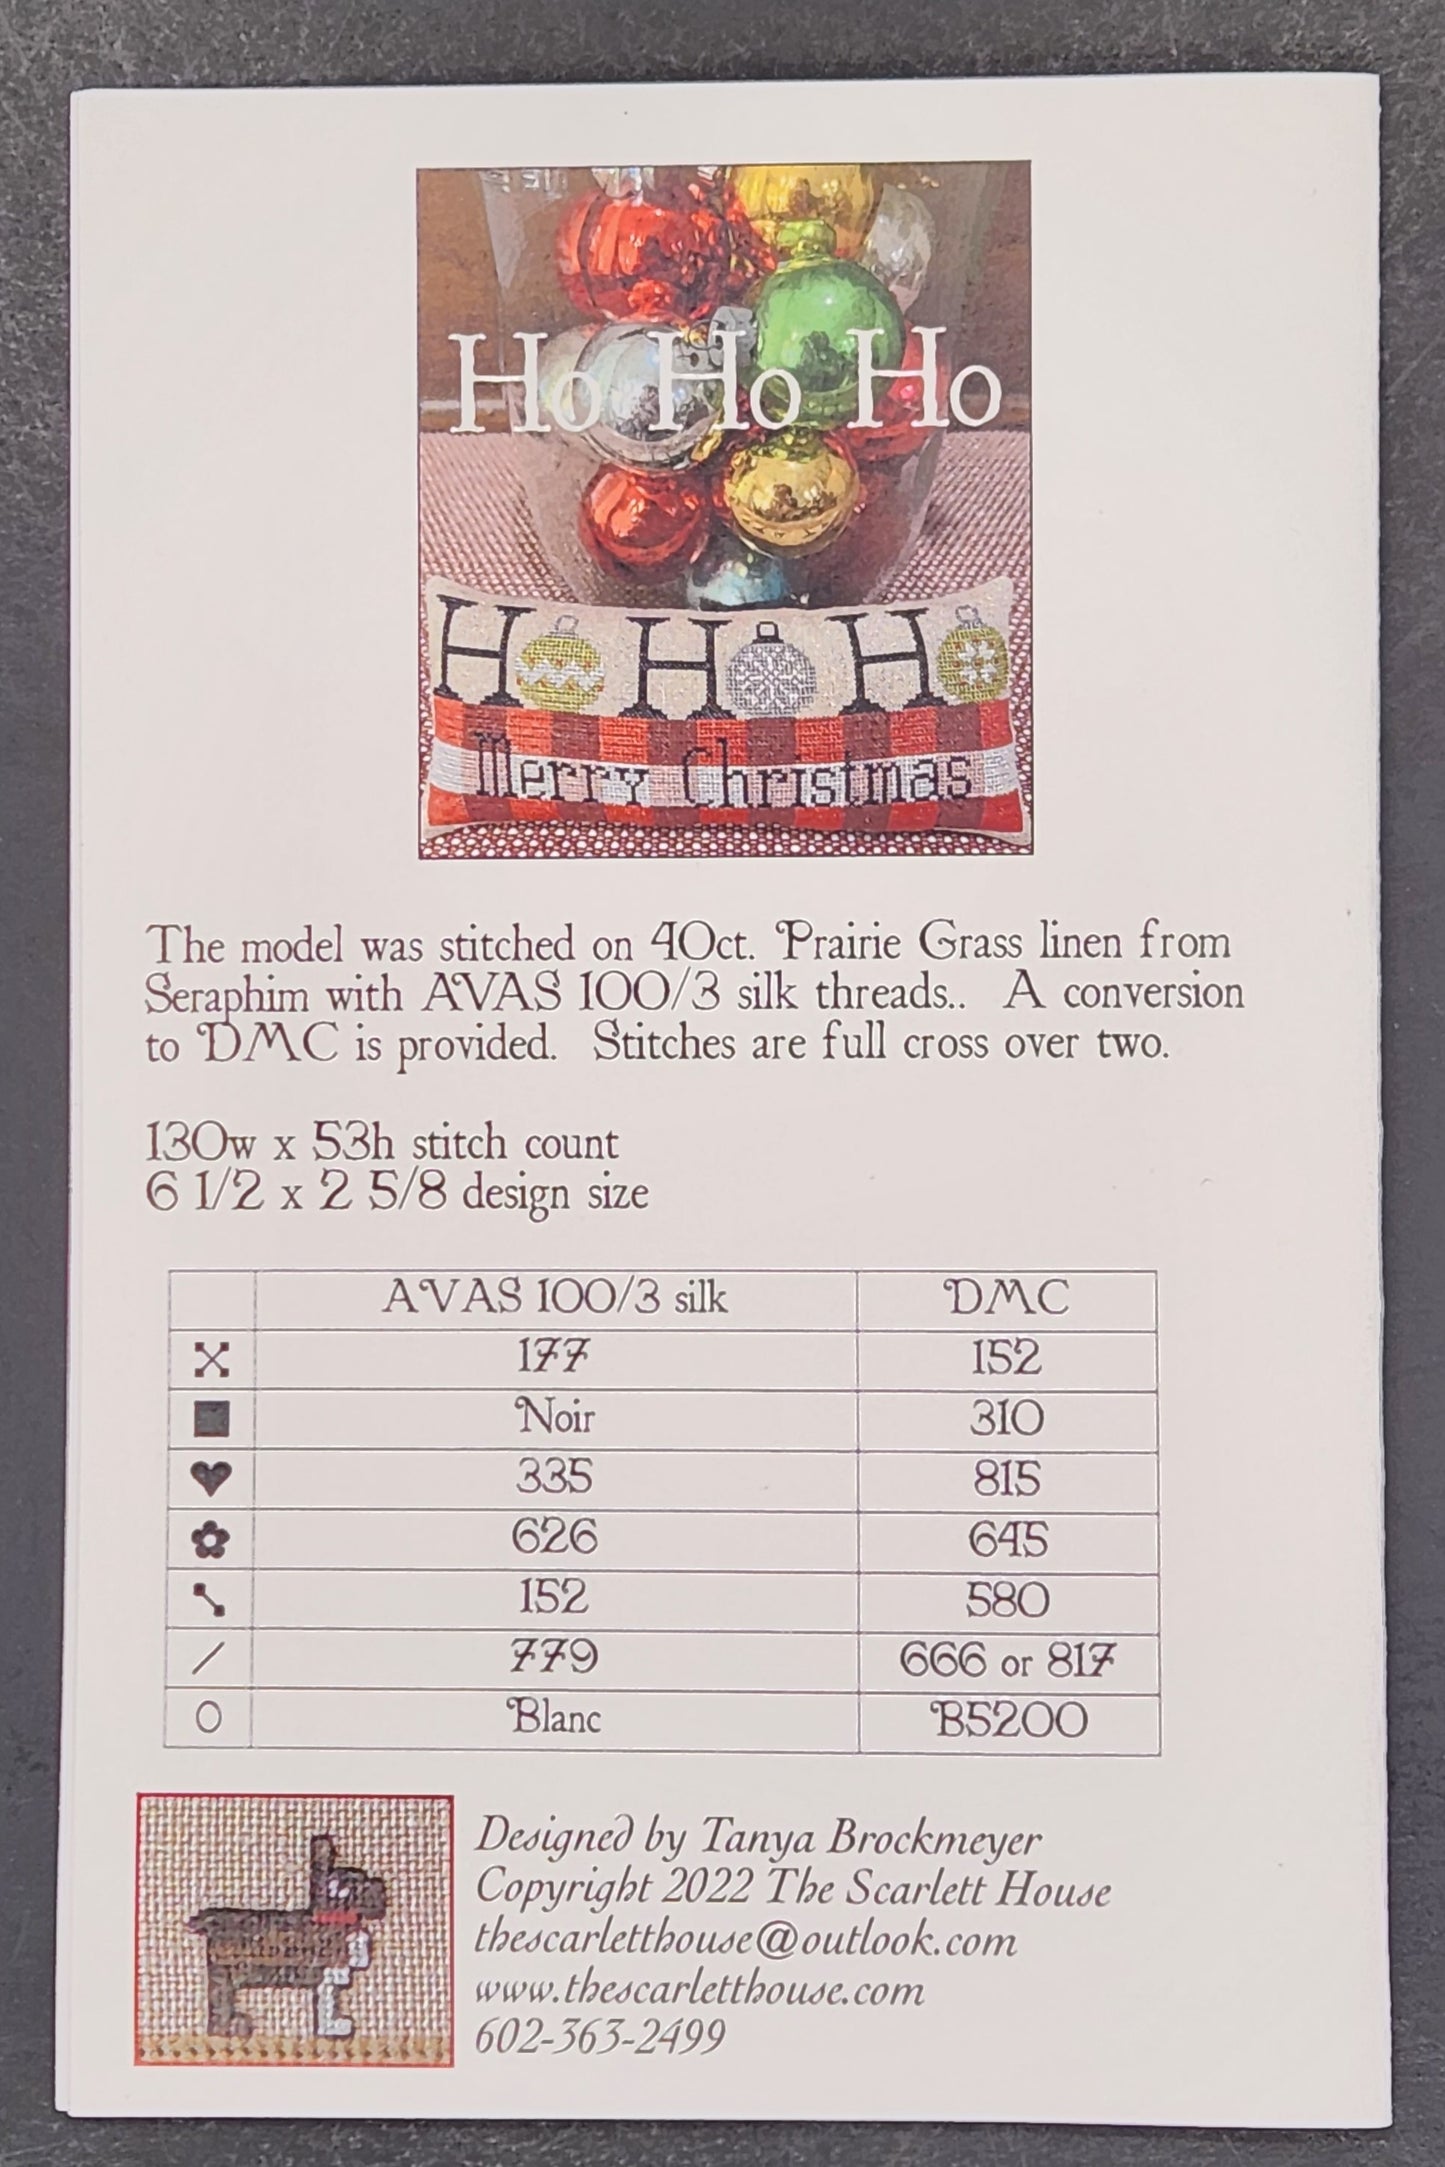 Ho Ho Ho
H H H
Merry Christmas
The model was stitched on 40ct. Prairie Grass linen from
Seraphim with AVAS 100/3 silk threads.. A conversion
to DMC is provided. Stitches are full cross over two.
130w x 53h stitch count
6 1/2 x 2 5/8 design size
AVAS 100/3 silk DMC
177 152
Noir 310
335 815
626 645
152 580
779 666 or 817
Blanc B5200
Designed by Tanya Brockmeyer
Copyright 2022 The Scarlett House
thescarletthouse@outlook.com
www.thescarletthouse.com
602-363-2499